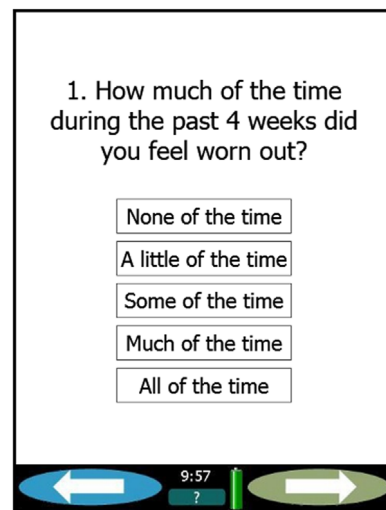 1. How much of the time
during the past 4 weeks did
you feel worn out?
None of the time
A little of the time
Some of the time
Much of the time
All of the time
9:57
?